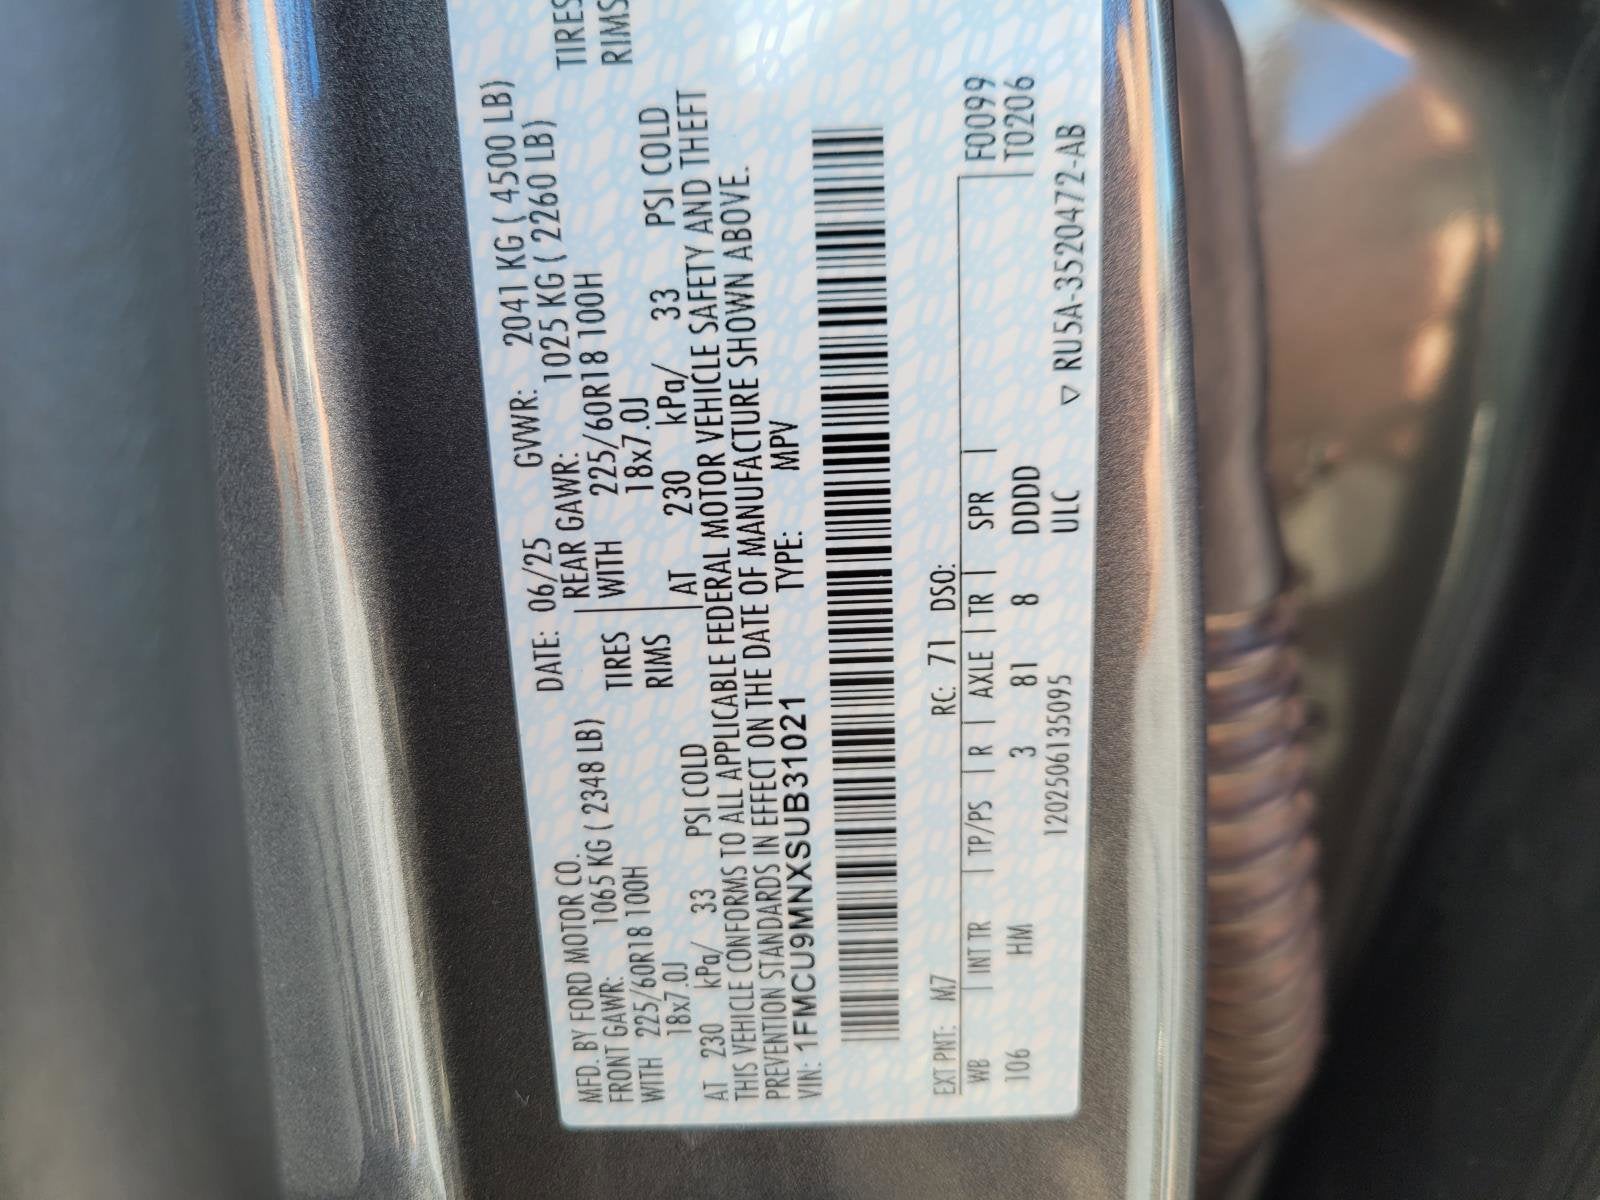 MFD. BY FORD MOTOR CO.
DATE: 06/25 GVWR: 2041 KG ( 4500 LB)
FRONT GAWR: 1065 KG ( 2348 LB) REAR GAWR: 1025 KG ( 2260 LB)
WITH 225/60R18 100H TIRES WITH 225/60R18 100H TIRES
18x7.0J RIMS 18x7.0J RIMS
AT 230 kPa/ 33 PSI COLD AT 230 kPa/ 33 PSI COLD
THIS VEHICLE CONFORMS TO ALL APPLICABLE FEDERAL MOTOR VEHICLE SAFETY AND THEFT
PREVENTION STANDARDS IN EFFECT ON THE DATE OF MANUFACTURE SHOWN ABOVE.
VIN: 1FMCU9MNXSUB31021 TYPE: MPV
EXT PNT: M7 RC: 71 DSO:
F0099
WB INT TR TP/PS R AXLE TR SPR T0206
106 HM 3 81 8 DDDD
1202506135095 ULC ▽ RU5A-3520472-AB